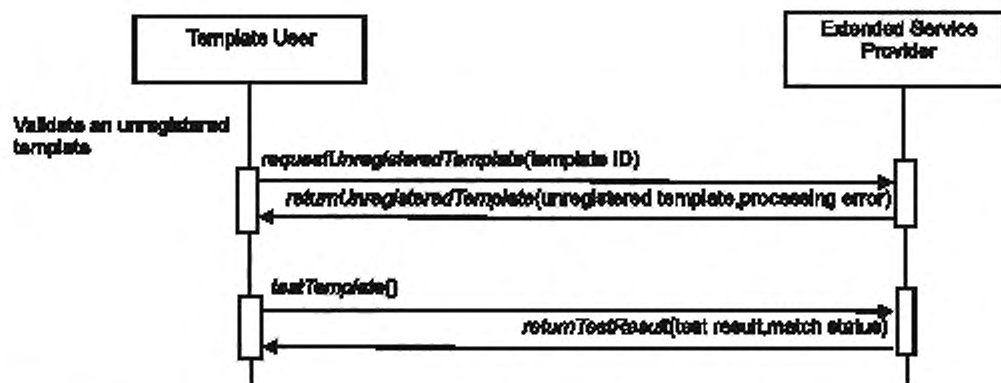 Template User
Extended Service
Provider
Validate an unregistered
template
requestUnregisteredTemplate(template ID)
returnUnregisteredTemplate(unregistered template,processing error)
testTemplate()
returnTestResult(test result,match status)